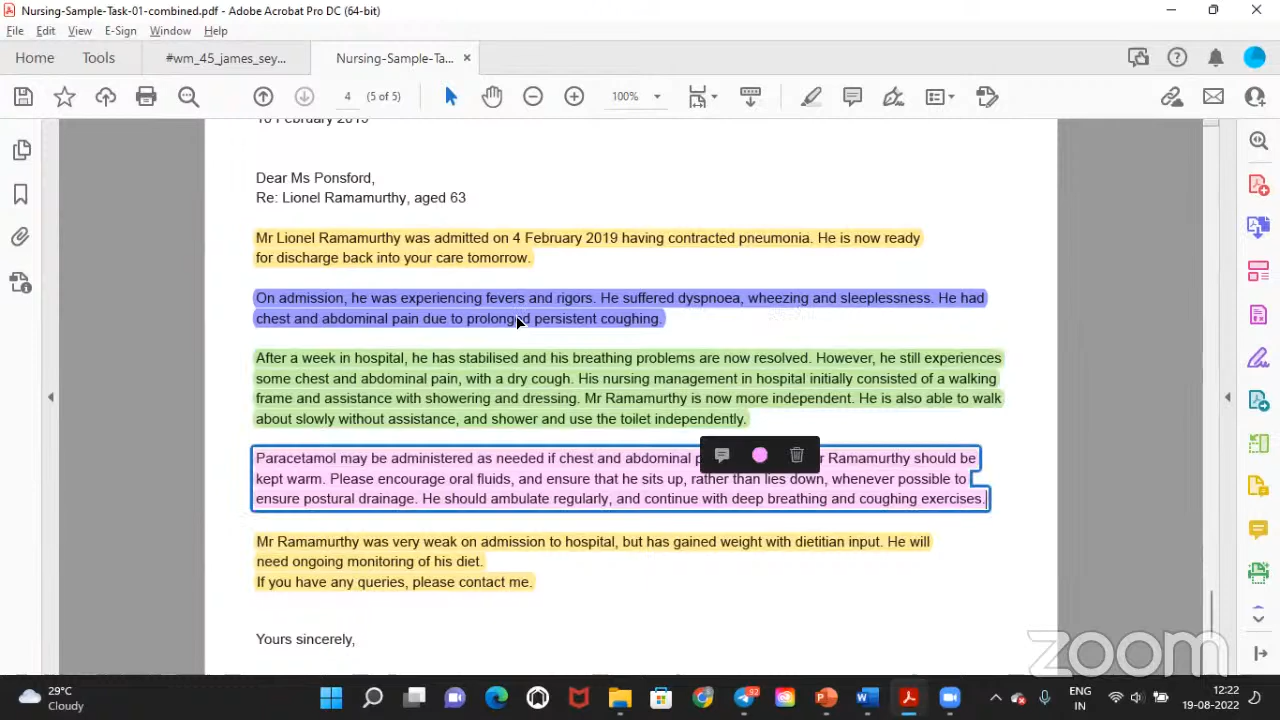 Nursing-Sample-Task-01-combined.pdf - Adobe Acrobat Pro DC (64-bit)
File Edit View E-Sign Window Help
Home Tools #wm_45_james_sey... Nursing-Sample-Ta... ×
4 (5 of 5) 100%
10 February 2019
Dear Ms Ponsford,
Re: Lionel Ramamurthy, aged 63
Mr Lionel Ramamurthy was admitted on 4 February 2019 having contracted pneumonia. He is now ready
for discharge back into your care tomorrow.
On admission, he was experiencing fevers and rigors. He suffered dyspnoea, wheezing and sleeplessness. He had
chest and abdominal pain due to prolonged persistent coughing.
After a week in hospital, he has stabilised and his breathing problems are now resolved. However, he still experiences
some chest and abdominal pain, with a dry cough. His nursing management in hospital initially consisted of a walking
frame and assistance with showering and dressing. Mr Ramamurthy is now more independent. He is also able to walk
about slowly without assistance, and shower and use the toilet independently.
Paracetamol may be administered as needed if chest and abdominal Ramamurthy should be
kept warm. Please encourage oral fluids, and ensure that he sits up, rather than lies down, whenever possible to
ensure postural drainage. He should ambulate regularly, and continue with deep breathing and coughing exercises.
Mr Ramamurthy was very weak on admission to hospital, but has gained weight with dietitian input. He will
need ongoing monitoring of his diet.
If you have any queries, please contact me.
Yours sincerely,
zoom
29°C
Cloudy
92
ENG
IN
12:22
19-08-2022